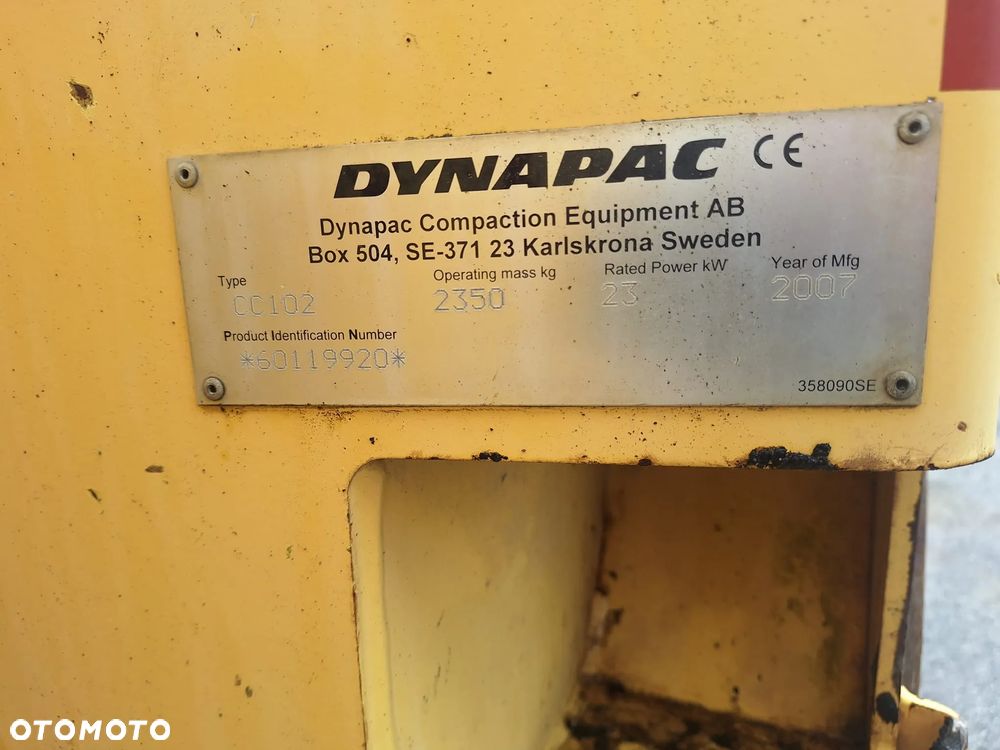 DYNAPAC CE
Dynapac Compaction Equipment AB
Box 504, SE-371 23 Karlskrona Sweden
Type Operating mass kg Rated Power kW Year of Mfg
CC102 2350 23 2007
Product Identification Number
*60119920*
358090SE
OTOMOTO